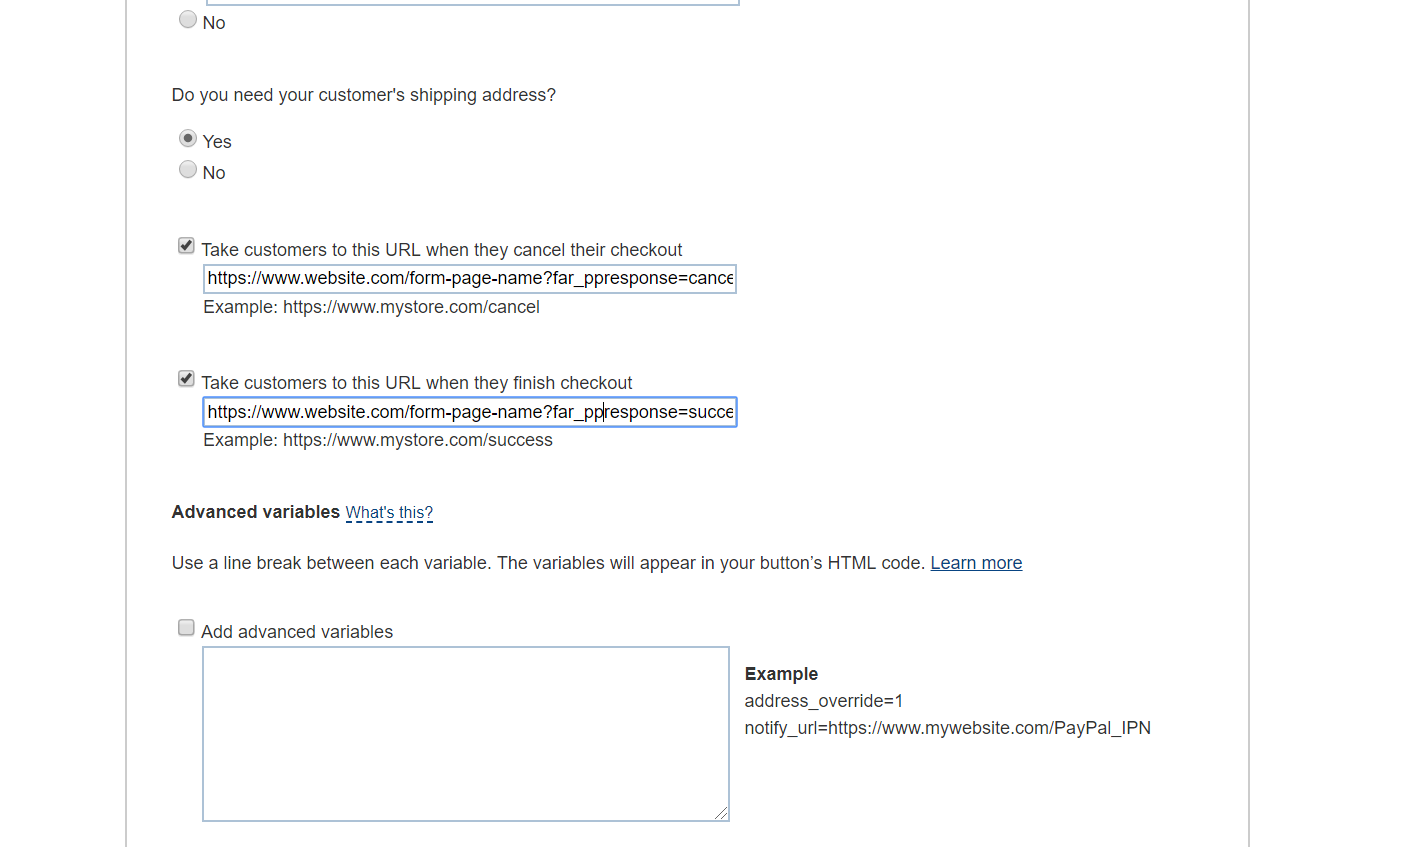 No
Do you need your customer's shipping address?
Yes
No
Take customers to this URL when they cancel their checkout
https://www.website.com/form-page-name?far_ppresponse=cance
Example: https://www.mystore.com/cancel
Take customers to this URL when they finish checkout
https://www.website.com/form-page-name?far_ppresponse=succe
Example: https://www.mystore.com/success
Advanced variables What's this?
Use a line break between each variable. The variables will appear in your button’s HTML code. Learn more
Add advanced variables
Example
address_override=1
notify_url=https://www.mywebsite.com/PayPal_IPN